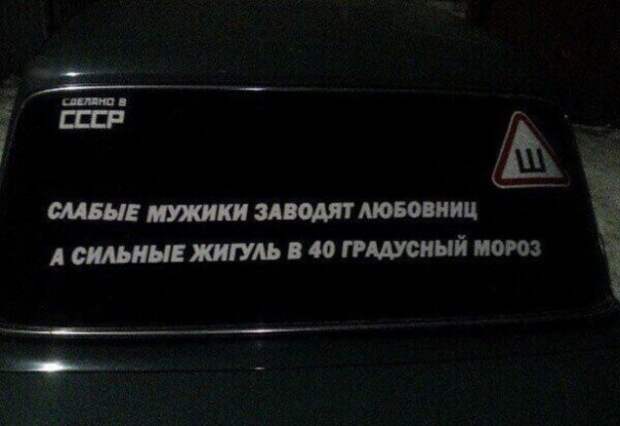 СДЕЛАНО В
СССР
Ш
СЛАБЫЕ МУЖИКИ ЗАВОДЯТ ЛЮБОВНИЦ
А СИЛЬНЫЕ ЖИГУЛЬ В 40 ГРАДУСНЫЙ МОРОЗ